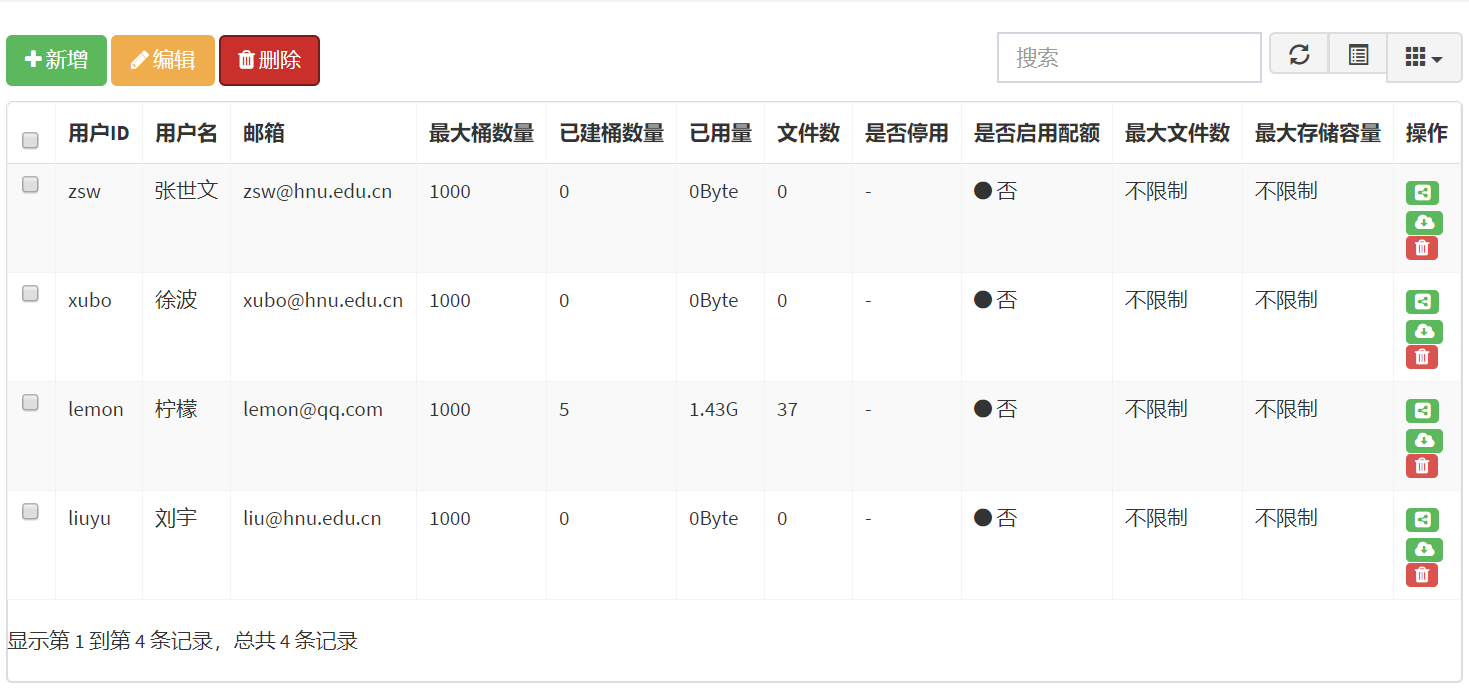 新增 编辑 删除 搜索
用户ID 用户名 邮箱 最大桶数量 已建桶数量 已用量 文件数 是否停用 是否启用配额 最大文件数 最大存储容量 操作
zsw 张世文 zsw@hnu.edu.cn 1000 0 0Byte 0 - 否 不限制 不限制
xubo 徐波 xubo@hnu.edu.cn 1000 0 0Byte 0 - 否 不限制 不限制
lemon 柠檬 lemon@qq.com 1000 5 1.43G 37 - 否 不限制 不限制
liuyu 刘宇 liu@hnu.edu.cn 1000 0 0Byte 0 - 否 不限制 不限制
显示第 1 到第 4 条记录，总共 4 条记录